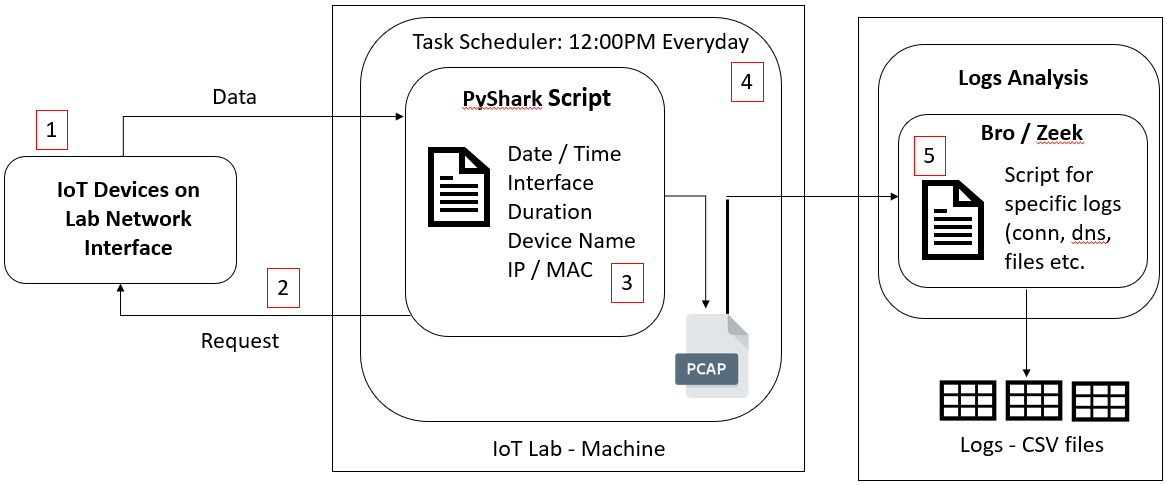 1
IoT Devices on
Lab Network
Interface
Data
2
Request
Task Scheduler: 12:00PM Everyday
4
PyShark Script
Date / Time
Interface
Duration
Device Name
IP / MAC
3
PCAP
IoT Lab - Machine
Logs Analysis
Bro / Zeek
5
Script for
specific logs
(conn, dns,
files etc.
Logs - CSV files